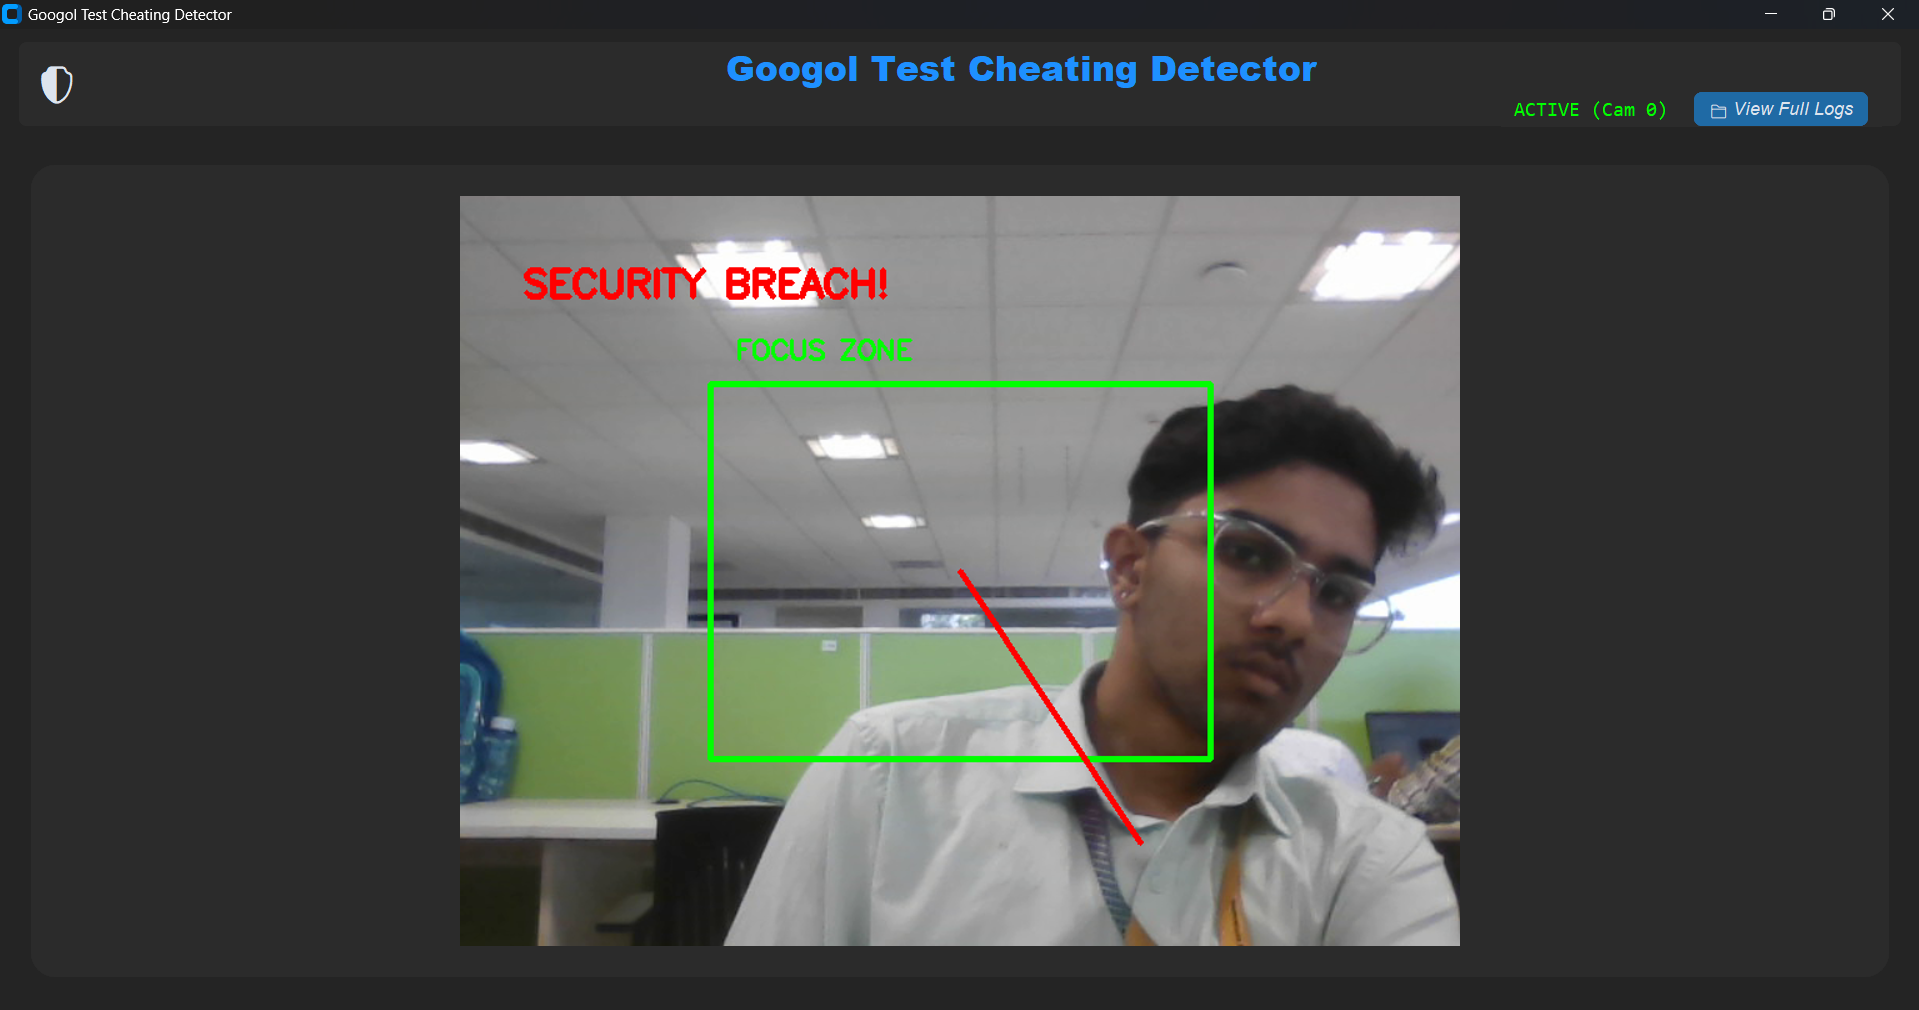 Googol Test Cheating Detector
Googol Test Cheating Detector
ACTIVE (Cam 0)
View Full Logs
SECURITY BREACH!
FOCUS ZONE